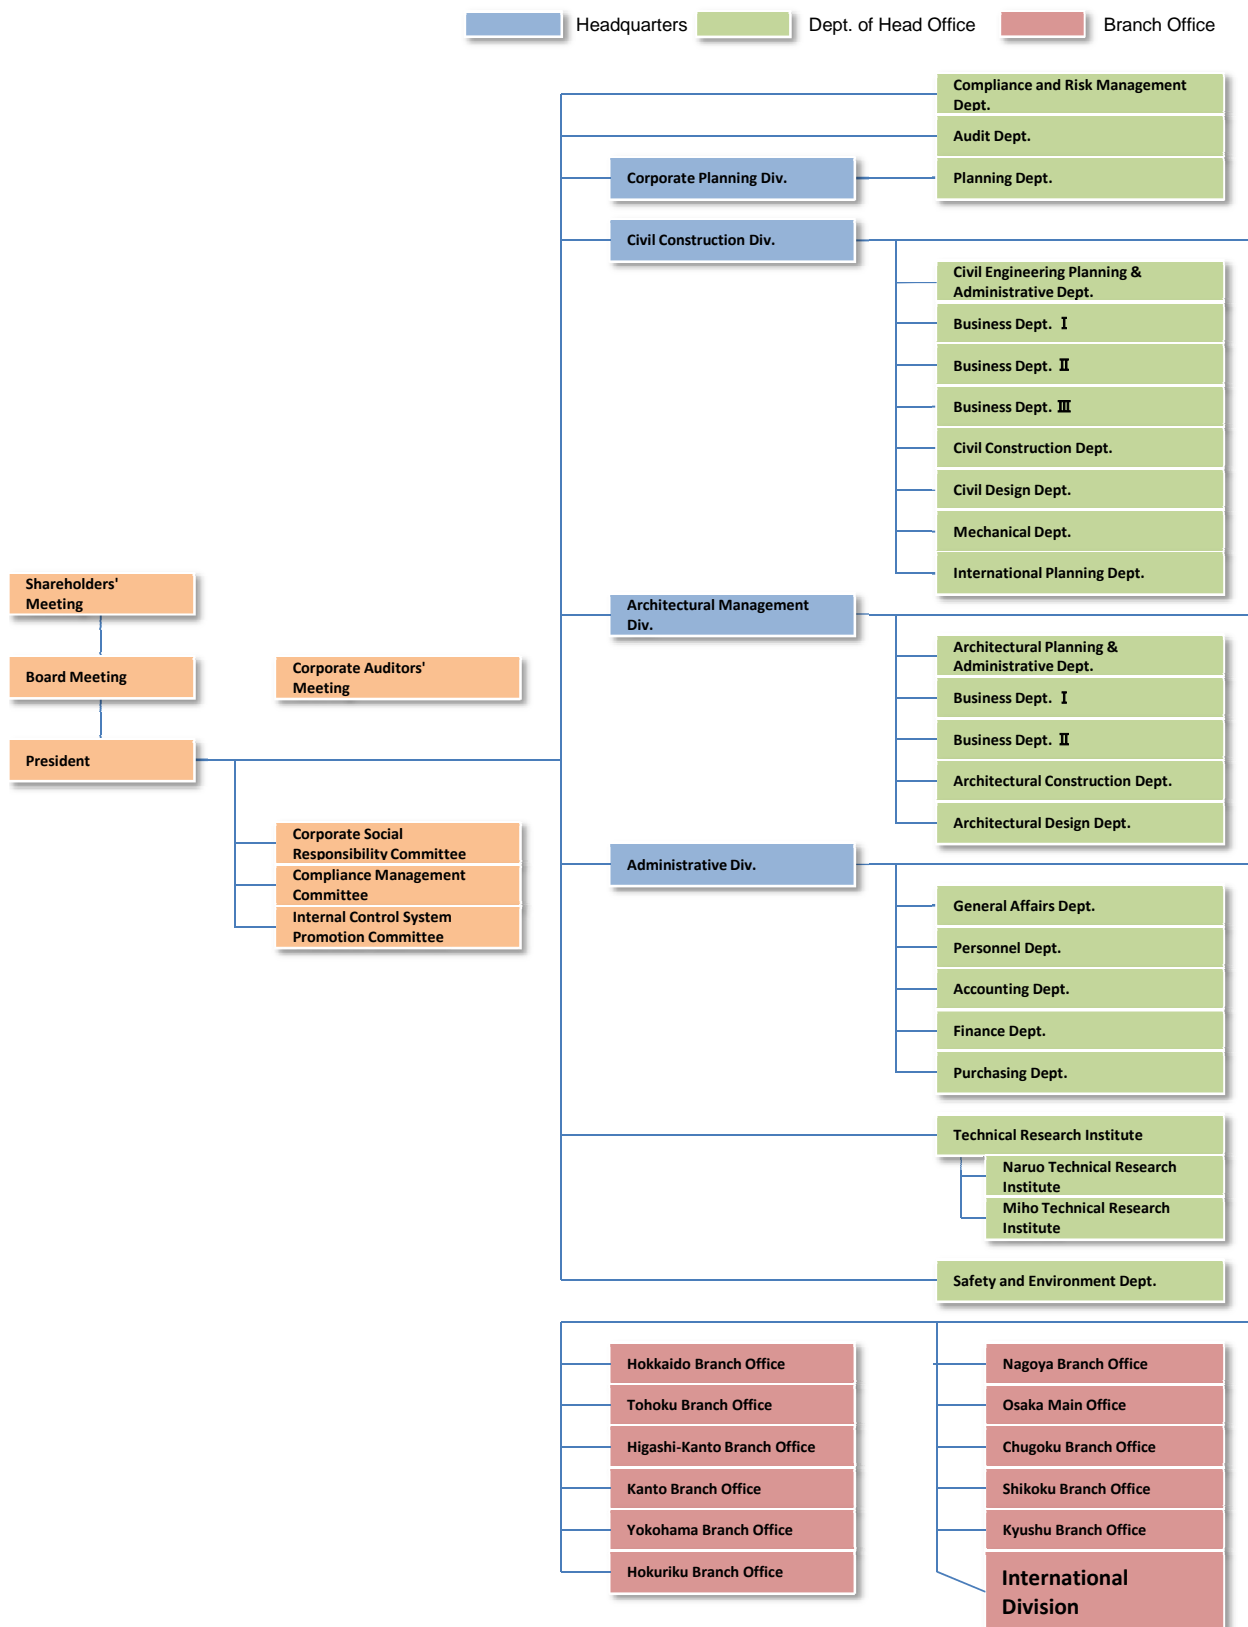 Headquarters
Dept. of Head Office
Branch Office
Compliance and Risk Management
Dept.
Audit Dept.
Corporate Planning Div.
Planning Dept.
Civil Construction Div.
Civil Engineering Planning &
Administrative Dept.
Business Dept. Ⅰ
Business Dept. Ⅱ
Business Dept. Ⅲ
Civil Construction Dept.
Civil Design Dept.
Mechanical Dept.
International Planning Dept.
Shareholders'
Meeting
Board Meeting
Corporate Auditors'
Meeting
President
Corporate Social
Responsibility Committee
Compliance Management
Committee
Internal Control System
Promotion Committee
Architectural Management
Div.
Architectural Planning &
Administrative Dept.
Business Dept. Ⅰ
Business Dept. Ⅱ
Architectural Construction Dept.
Architectural Design Dept.
Administrative Div.
General Affairs Dept.
Personnel Dept.
Accounting Dept.
Finance Dept.
Purchasing Dept.
Technical Research Institute
Naruo Technical Research
Institute
Miho Technical Research
Institute
Safety and Environment Dept.
Hokkaido Branch Office
Tohoku Branch Office
Higashi-Kanto Branch Office
Kanto Branch Office
Yokohama Branch Office
Hokuriku Branch Office
Nagoya Branch Office
Osaka Main Office
Chugoku Branch Office
Shikoku Branch Office
Kyushu Branch Office
International
Division